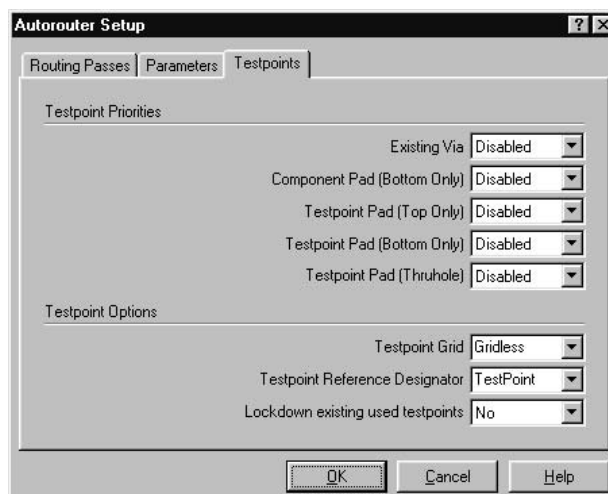 Autorouter Setup
Routing Passes Parameters Testpoints
Testpoint Priorities
Existing Via Disabled
Component Pad (Bottom Only) Disabled
Testpoint Pad (Top Only) Disabled
Testpoint Pad (Bottom Only) Disabled
Testpoint Pad (Thruhole) Disabled
Testpoint Options
Testpoint Grid Gridless
Testpoint Reference Designator TestPoint
Lockdown existing used testpoints No
OK Cancel Help